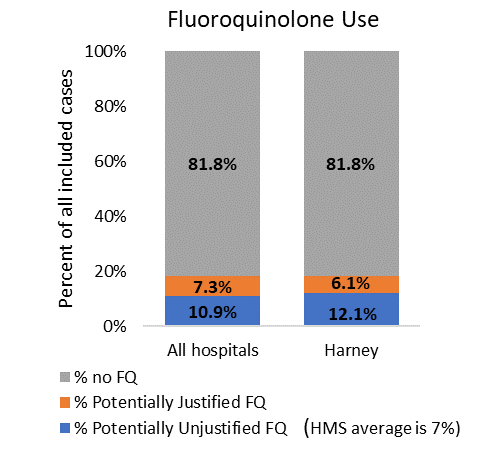 Fluoroquinolone Use
Percent of all included cases
100%
80%
60%
40%
20%
0%
81.8%
81.8%
7.3%
6.1%
10.9%
12.1%
All hospitals
Harney
% no FQ
% Potentially Justified FQ
% Potentially Unjustified FQ (HMS average is 7%)